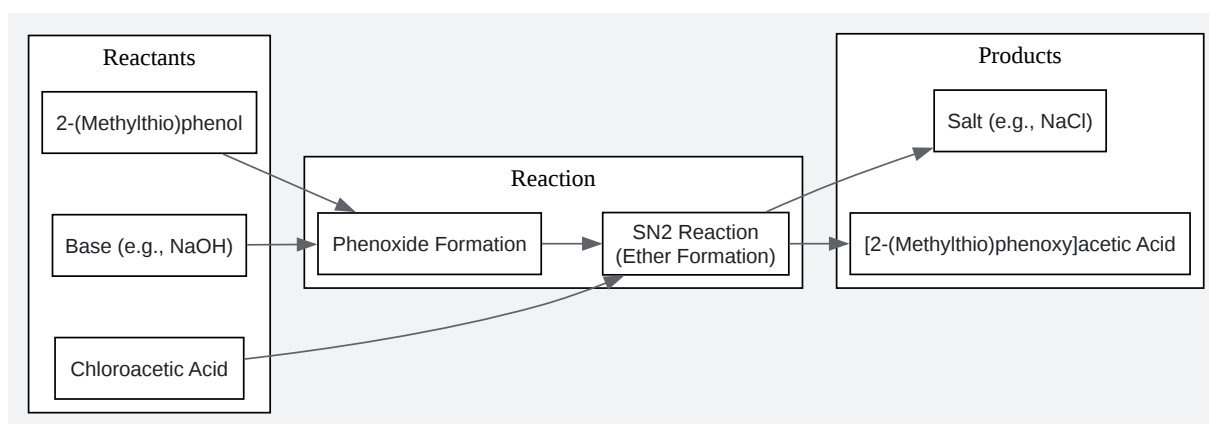 Reactants
2-(Methylthio)phenol
Base (e.g., NaOH)
Chloroacetic Acid
Reaction
Phenoxide Formation
SN2 Reaction
(Ether Formation)
Products
Salt (e.g., NaCl)
[2-(Methylthio)phenoxy]acetic Acid